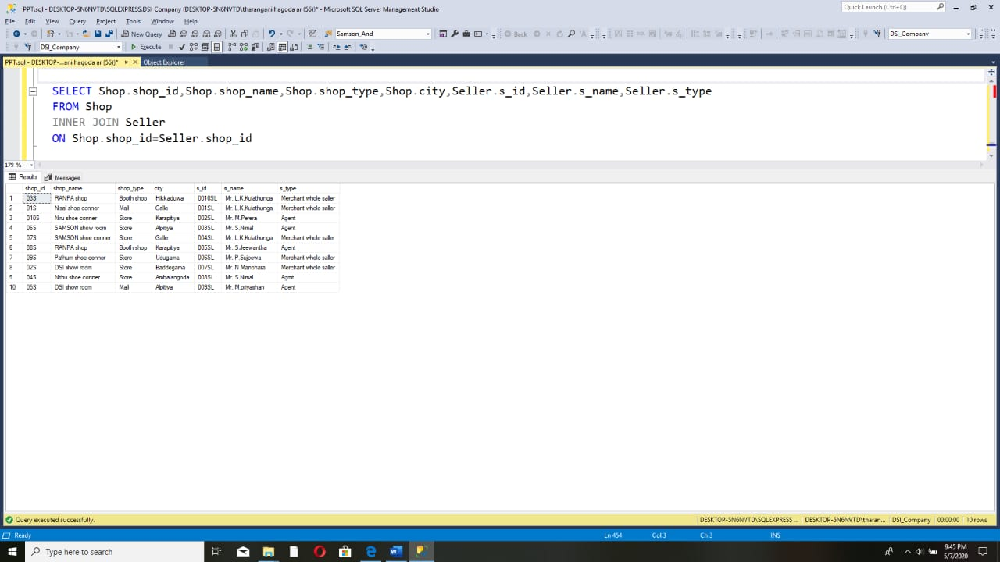 PPT.sql - DESKTOP-5N6NVTD\SQLEXPRESS.DSI_Company (DESKTOP-5N6NVTD\tharangani hagoda ar (56))* - Microsoft SQL Server Management Studio
Quick Launch (Ctrl+Q)
File Edit View Query Project Tools Window Help
New Query Samson_And Back DSI_Company
DSI_Company Execute
PPT.sql - DESKTOP-...ani hagoda ar (56))* Object Explorer
SELECT Shop.shop_id,Shop.shop_name,Shop.shop_type,Shop.city,Seller.s_id,Seller.s_name,Seller.s_type
FROM Shop
INNER JOIN Seller
ON Shop.shop_id=Seller.shop_id
179 %
Results Messages
shop_id shop_name shop_type city s_id s_name s_type
1 03S RANPA shop Booth shop Hikkaduwa 0010SL Mr. L.K.Kulathunga Merchant whole saller
2 01S Nisal shoe conner Mall Galle 001SL Mr. L.K.Kulathunga Merchant whole saller
3 010S Niru shoe conner Store Karapitiya 002SL Mr. M.Perera Agent
4 06S SAMSON show room Store Alpitiya 003SL Mr. S.Nimal Agent
5 07S SAMSON shoe conner Store Galle 004SL Mr. L.K.Kulathunga Merchant whole saller
6 08S RANPA shop Booth shop Karapitiya 005SL Mr. S.Jeewantha Agent
7 09S Pathum shoe conner Store Udugama 006SL Mr. P.Sujeewa Merchant whole saller
8 02S DSI show room Store Baddegama 007SL Mr. N.Manohara Merchant whole saller
9 04S Nithu shoe conner Store Ambalangoda 008SL Mr. S.Nimal Agmt
10 05S DSI show room Mall Alpitiya 009SL Mr. M.priyashan Agent
Query executed successfully. DESKTOP-5N6NVTD\SQLEXPRESS ... DESKTOP-5N6NVTD\tharan... DSI_Company 00:00:00 10 rows
Ready Ln 454 Col 3 Ch 3 INS
Type here to search
9:45 PM
5/7/2020